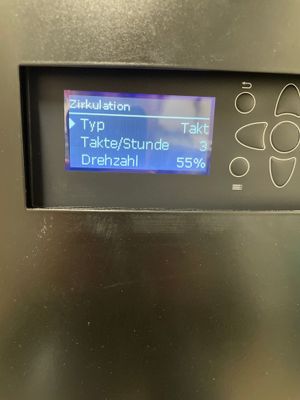 Zirkulation
Typ Takt
Takte/Stunde 3
Drehzahl 55%